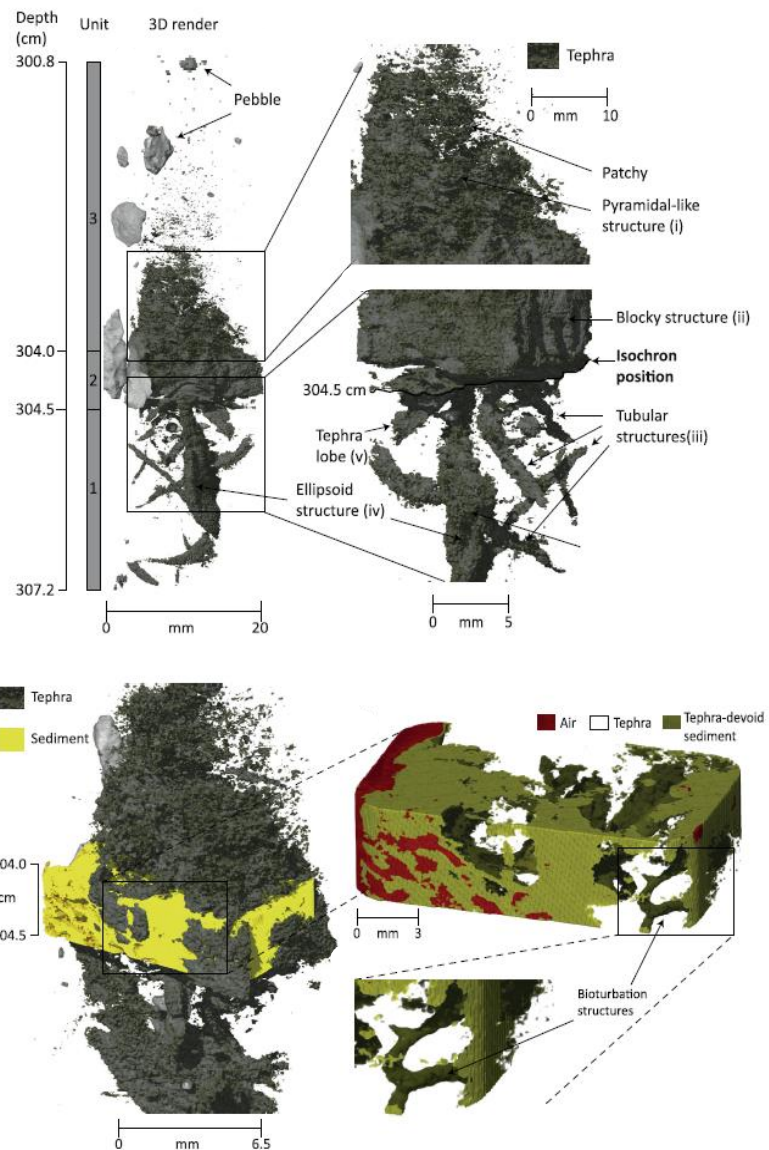 Depth
(cm)
Unit
3D render
300.8
304.0
304.5
307.2
3
2
1
Pebble
Tephra
0 mm 10
Patchy
Pyramidal-like
structure (i)
Blocky structure (ii)
Isochron
position
304.5 cm
Tubular
structures(iii)
Tephra
lobe (v)
Ellipsoid
structure (iv)
0 mm 20
0 mm 5
Tephra
Sediment
04.0
cm
04.5
0 mm 6.5
Air
Tephra
Tephra-devoid
sediment
0 mm 3
Bioturbation
structures